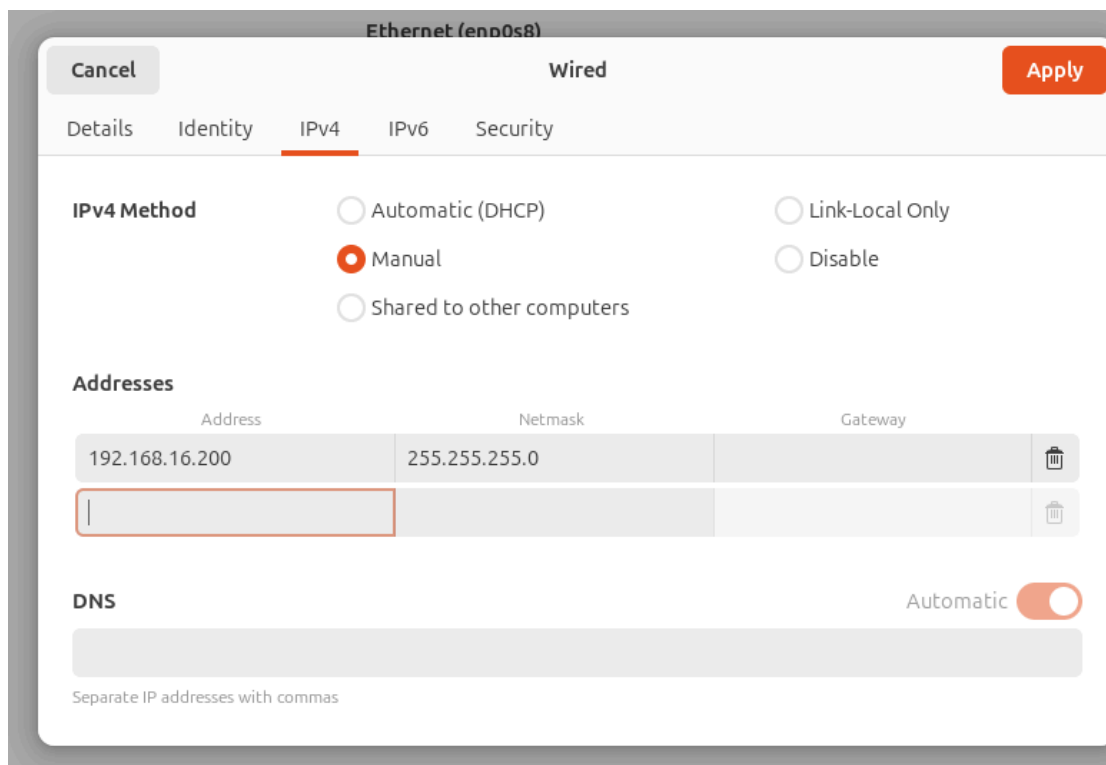 Ethernet (enp0s8)
Cancel Wired Apply
Details Identity IPv4 IPv6 Security
IPv4 Method Automatic (DHCP) Link-Local Only
Manual Disable
Shared to other computers
Addresses
Address Netmask Gateway
192.168.16.200 255.255.255.0
DNS Automatic
Separate IP addresses with commas